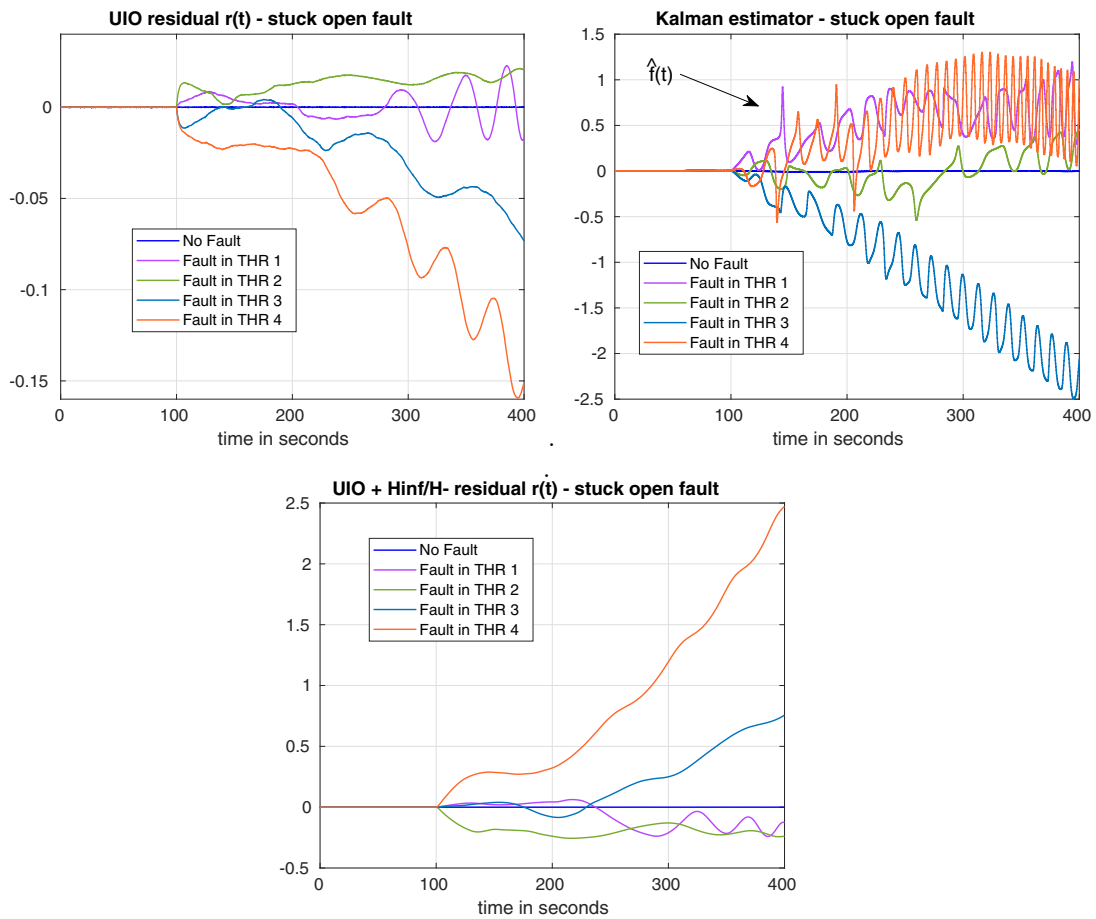 UIO residual r(t) - stuck open fault
0
-0.05
-0.1
-0.15
No Fault
Fault in THR 1
Fault in THR 2
Fault in THR 3
Fault in THR 4
0 100 200 300 400
time in seconds
Kalman estimator - stuck open fault
1.5
1
0.5
0
-0.5
-1
-1.5
-2
-2.5
f̂(t)
No Fault
Fault in THR 1
Fault in THR 2
Fault in THR 3
Fault in THR 4
0 100 200 300 400
time in seconds
.
.
UIO + Hinf/H- residual r(t) - stuck open fault
2.5
2
1.5
1
0.5
0
-0.5
No Fault
Fault in THR 1
Fault in THR 2
Fault in THR 3
Fault in THR 4
0 100 200 300 400
time in seconds